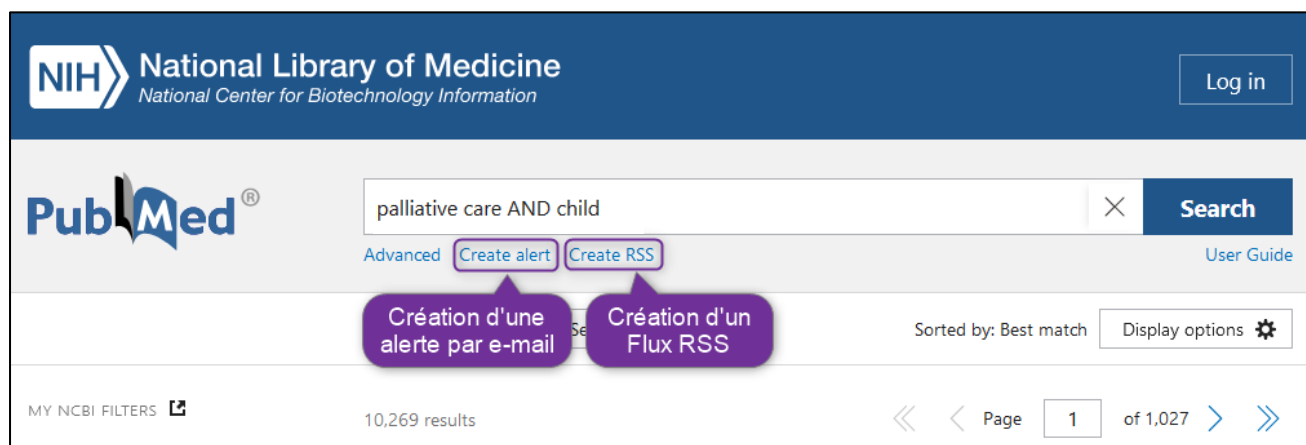 NIH National Library of Medicine
National Center for Biotechnology Information
Log in
PubMed®
palliative care AND child
Search
Advanced Create alert Create RSS
User Guide
Création d'une
alerte par e-mail
Création d'un
Flux RSS
Sorted by: Best match
Display options
MY NCBI FILTERS
10,269 results
Page 1 of 1,027